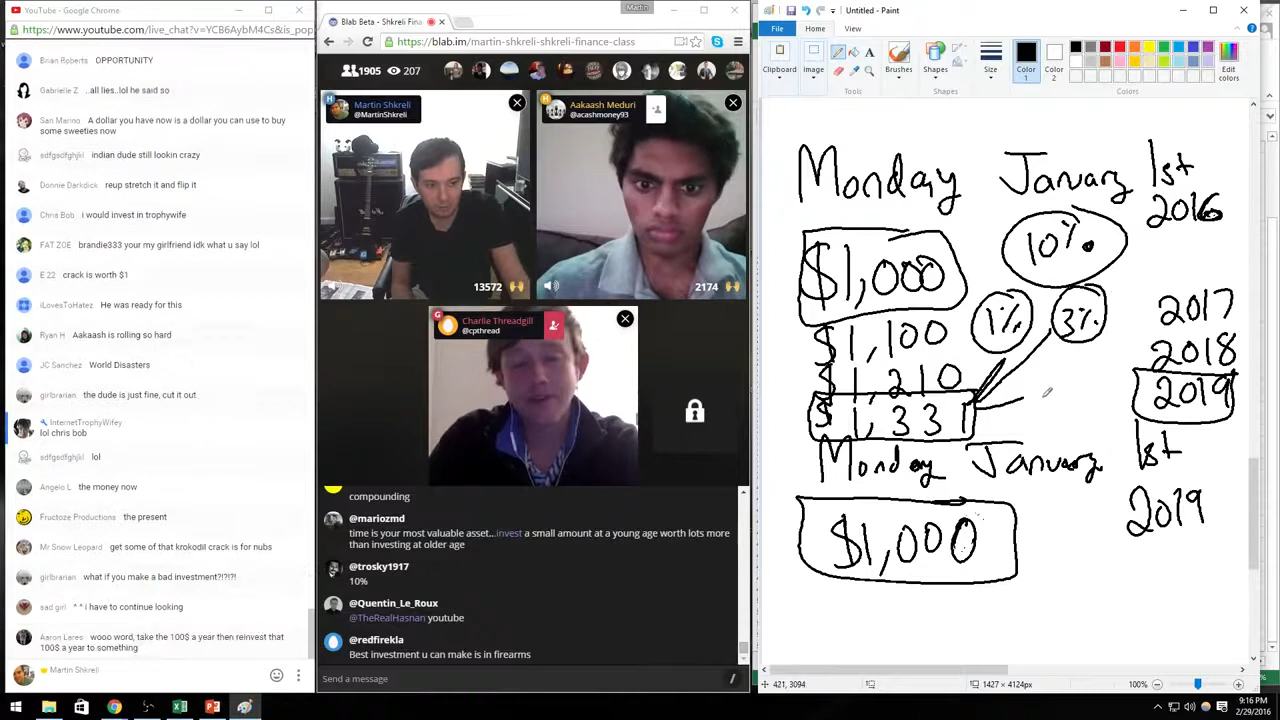 YouTube - Google Chrome
https://www.youtube.com/live_chat?v=YCB6AybM4Cs&is_pop
Brian Roberts OPPORTUNITY
Gabrielle Z ..all lies..lol he said so
San Marino A dollar you have now is a dollar you can use to buy
some sweeties now
sdfgsdfghjkl indian dude still lookin crazy
Donnie Darkdick reup stretch it and flip it
Chris Bob i would invest in trophywife
FAT ZOE brandie333 your my girlfriend idk what u say lol
E 22 crack is worth $1
iLovesToHatez He was ready for this
Ryan H Aakaash is rolling so hard
JC Sanchez World Disasters
girlbrarian the dude is just fine, cut it out
InternetTrophyWifey
lol chris bob
sdfgsdfghjkl lol
Angelo L the money now
Fructoze Productions the present
Mr Snow Leopard get some of that krokodil crack is for nubs
girlbrarian what if you make a bad investment?!?!?!
sad girl ^^ i have to continue looking
Aaron Lares wooo word, take the 100$ a year then reinvest that
100$ a year to something
Martin Shkreli
Martin
Blab Beta - Shkreli Fina
https://blab.im/martin-shkreli-shkreli-finance-class
1905 207
H Martin Shkreli
@MartinShkreli
13572
H Aakaash Meduri
@acashmoney93
2174
G Charlie Threadgill
@cpthread
compounding
@mariozmd
time is your most valuable asset...invest a small amount at a young age worth lots more
than investing at older age
@trosky1917
10%
@Quentin_Le_Roux
@TheRealHasnan youtube
@redfirekla
Best investment u can make is in firearms
Send a message
Untitled - Paint
File Home View
Clipboard Image Tools Brushes Shapes Shapes Size Color 1 Color 2 Colors Edit colors
Monday January 1st
2016
10%
$1,000
1% 3%
2017
$1,100
2018
$1,210
2019
$1,331
Monday January 1st
2019
$1,000
421, 3094 1427 × 4124px 100%
9:16 PM
2/29/2016